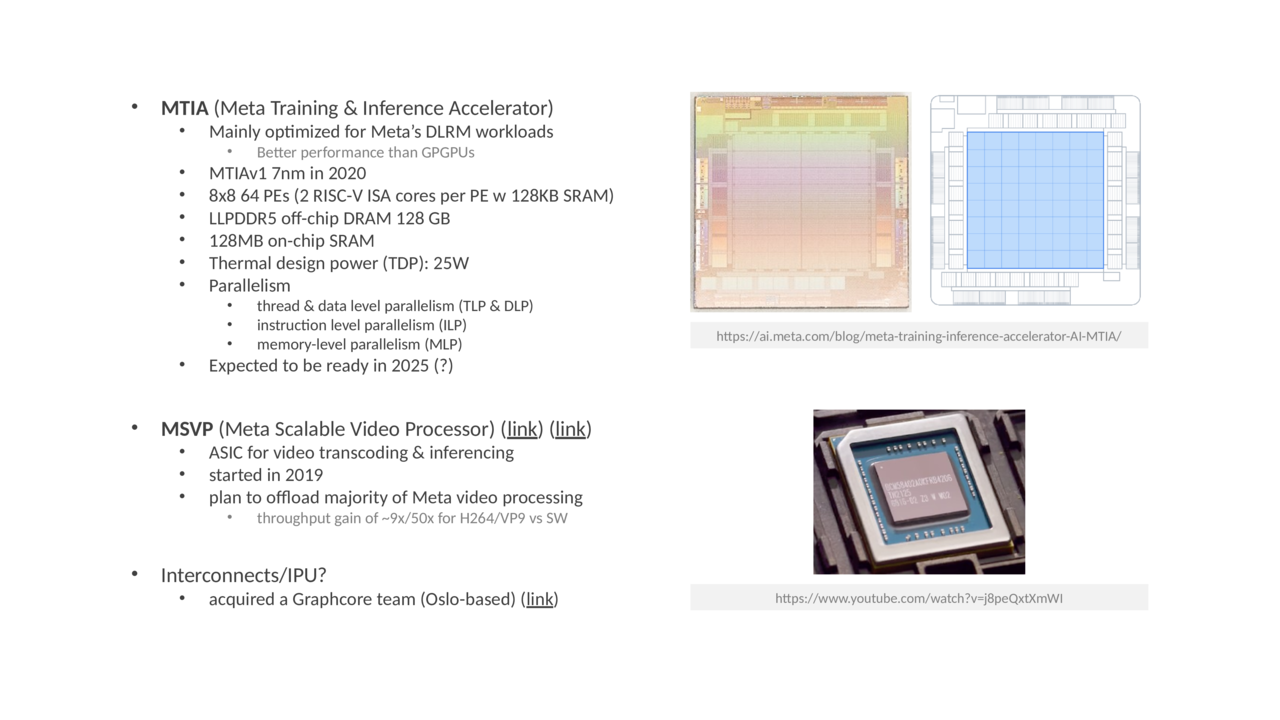 • MTIA (Meta Training & Inference Accelerator)
• Mainly optimized for Meta’s DLRM workloads
• Better performance than GPGPUs
• MTIAv1 7nm in 2020
• 8x8 64 PEs (2 RISC-V ISA cores per PE w 128KB SRAM)
• LLPDDR5 off-chip DRAM 128 GB
• 128MB on-chip SRAM
• Thermal design power (TDP): 25W
• Parallelism
• thread & data level parallelism (TLP & DLP)
• instruction level parallelism (ILP)
• memory-level parallelism (MLP)
• Expected to be ready in 2025 (?)
• MSVP (Meta Scalable Video Processor) (link) (link)
• ASIC for video transcoding & inferencing
• started in 2019
• plan to offload majority of Meta video processing
• throughput gain of ~9x/50x for H264/VP9 vs SW
• Interconnects/IPU?
• acquired a Graphcore team (Oslo-based) (link)
https://ai.meta.com/blog/meta-training-inference-accelerator-AI-MTIA/
https://www.youtube.com/watch?v=j8peQxtXmWI